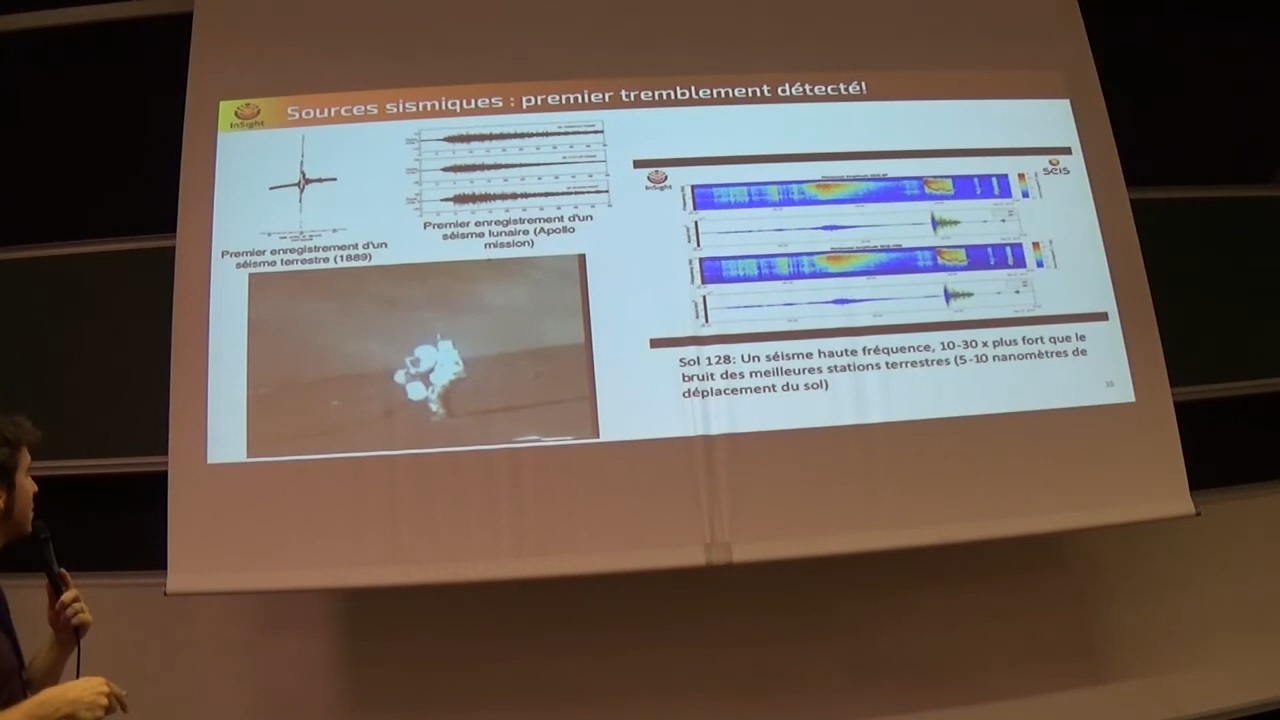 InSight
Sources sismiques : premier tremblement détecté!
Premier enregistrement d'un
séisme terrestre (1889)
Premier enregistrement d'un
séisme lunaire (Apollo
mission)
InSight
SEIS
Sol 128: Un séisme haute fréquence, 10-30 x plus fort que le
bruit des meilleures stations terrestres (5-10 nanomètres de
déplacement du sol)